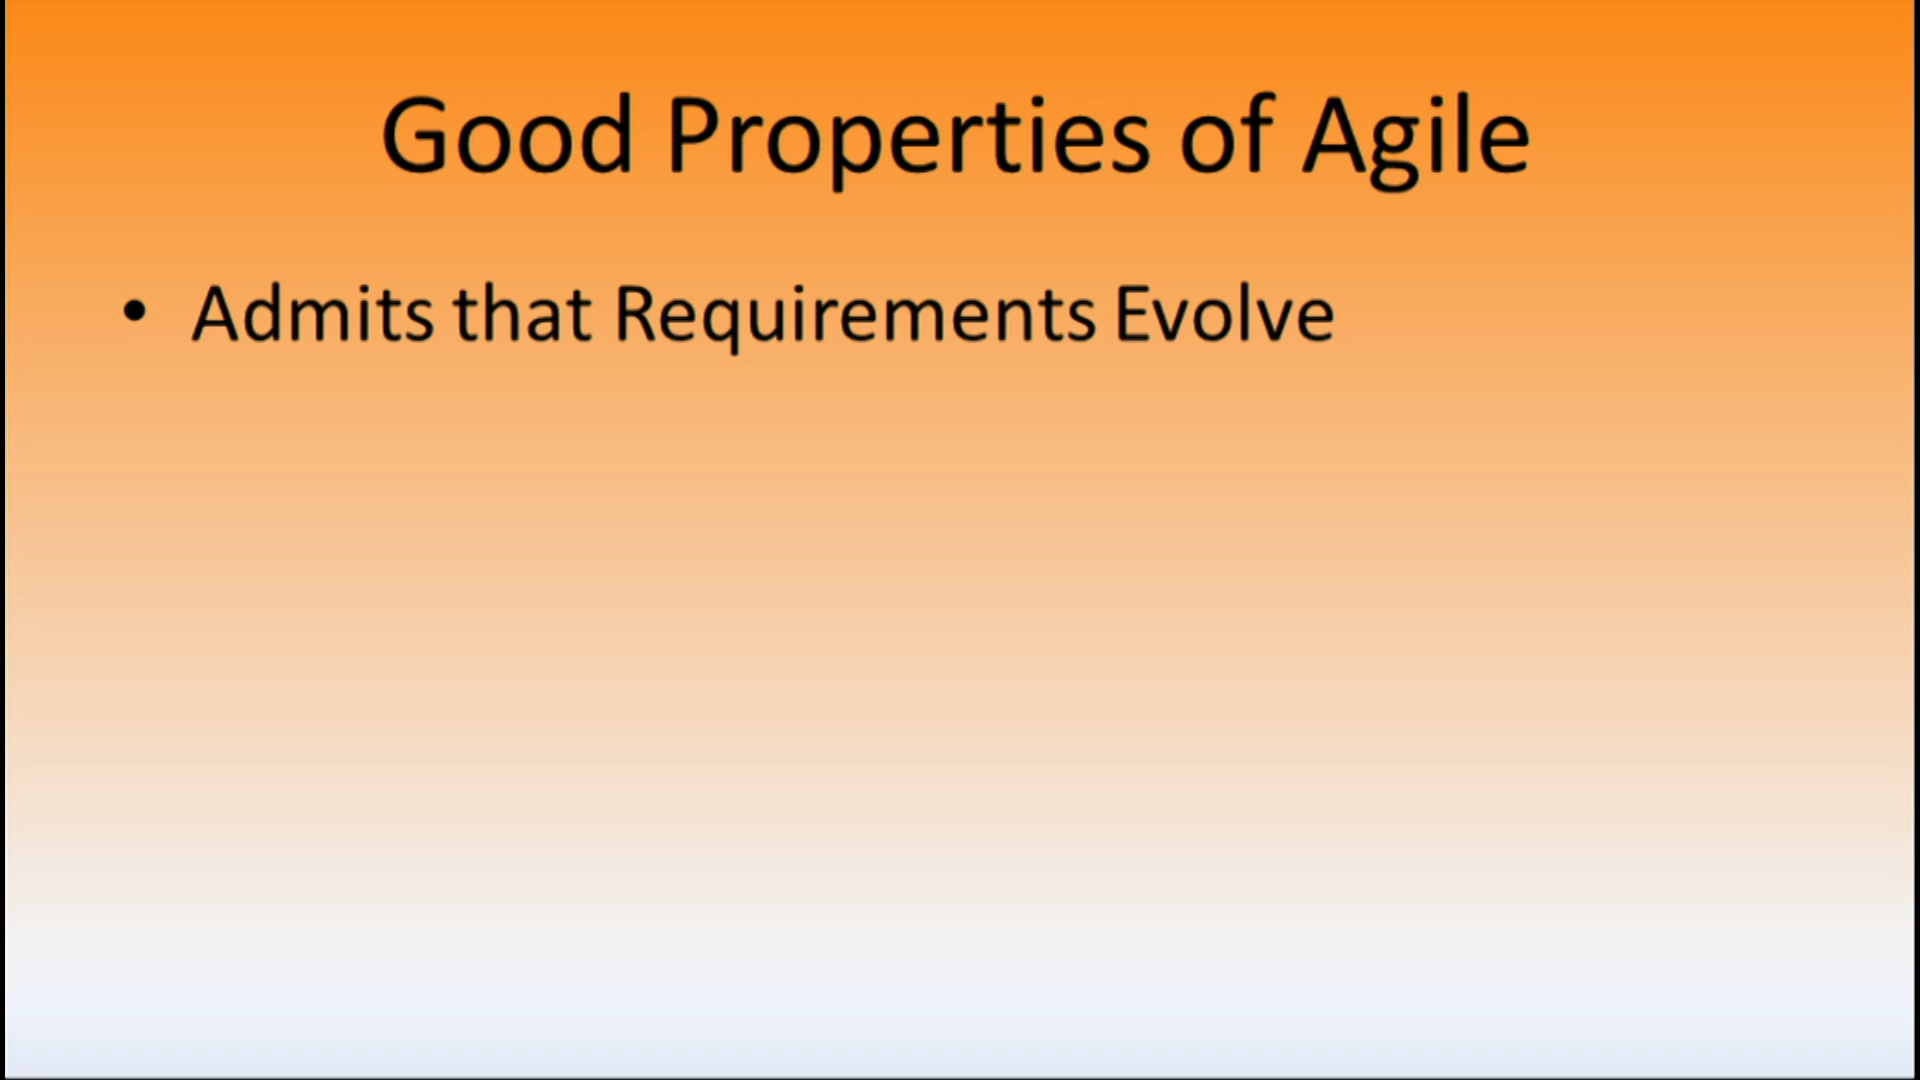 Good Properties of Agile
• Admits that Requirements Evolve